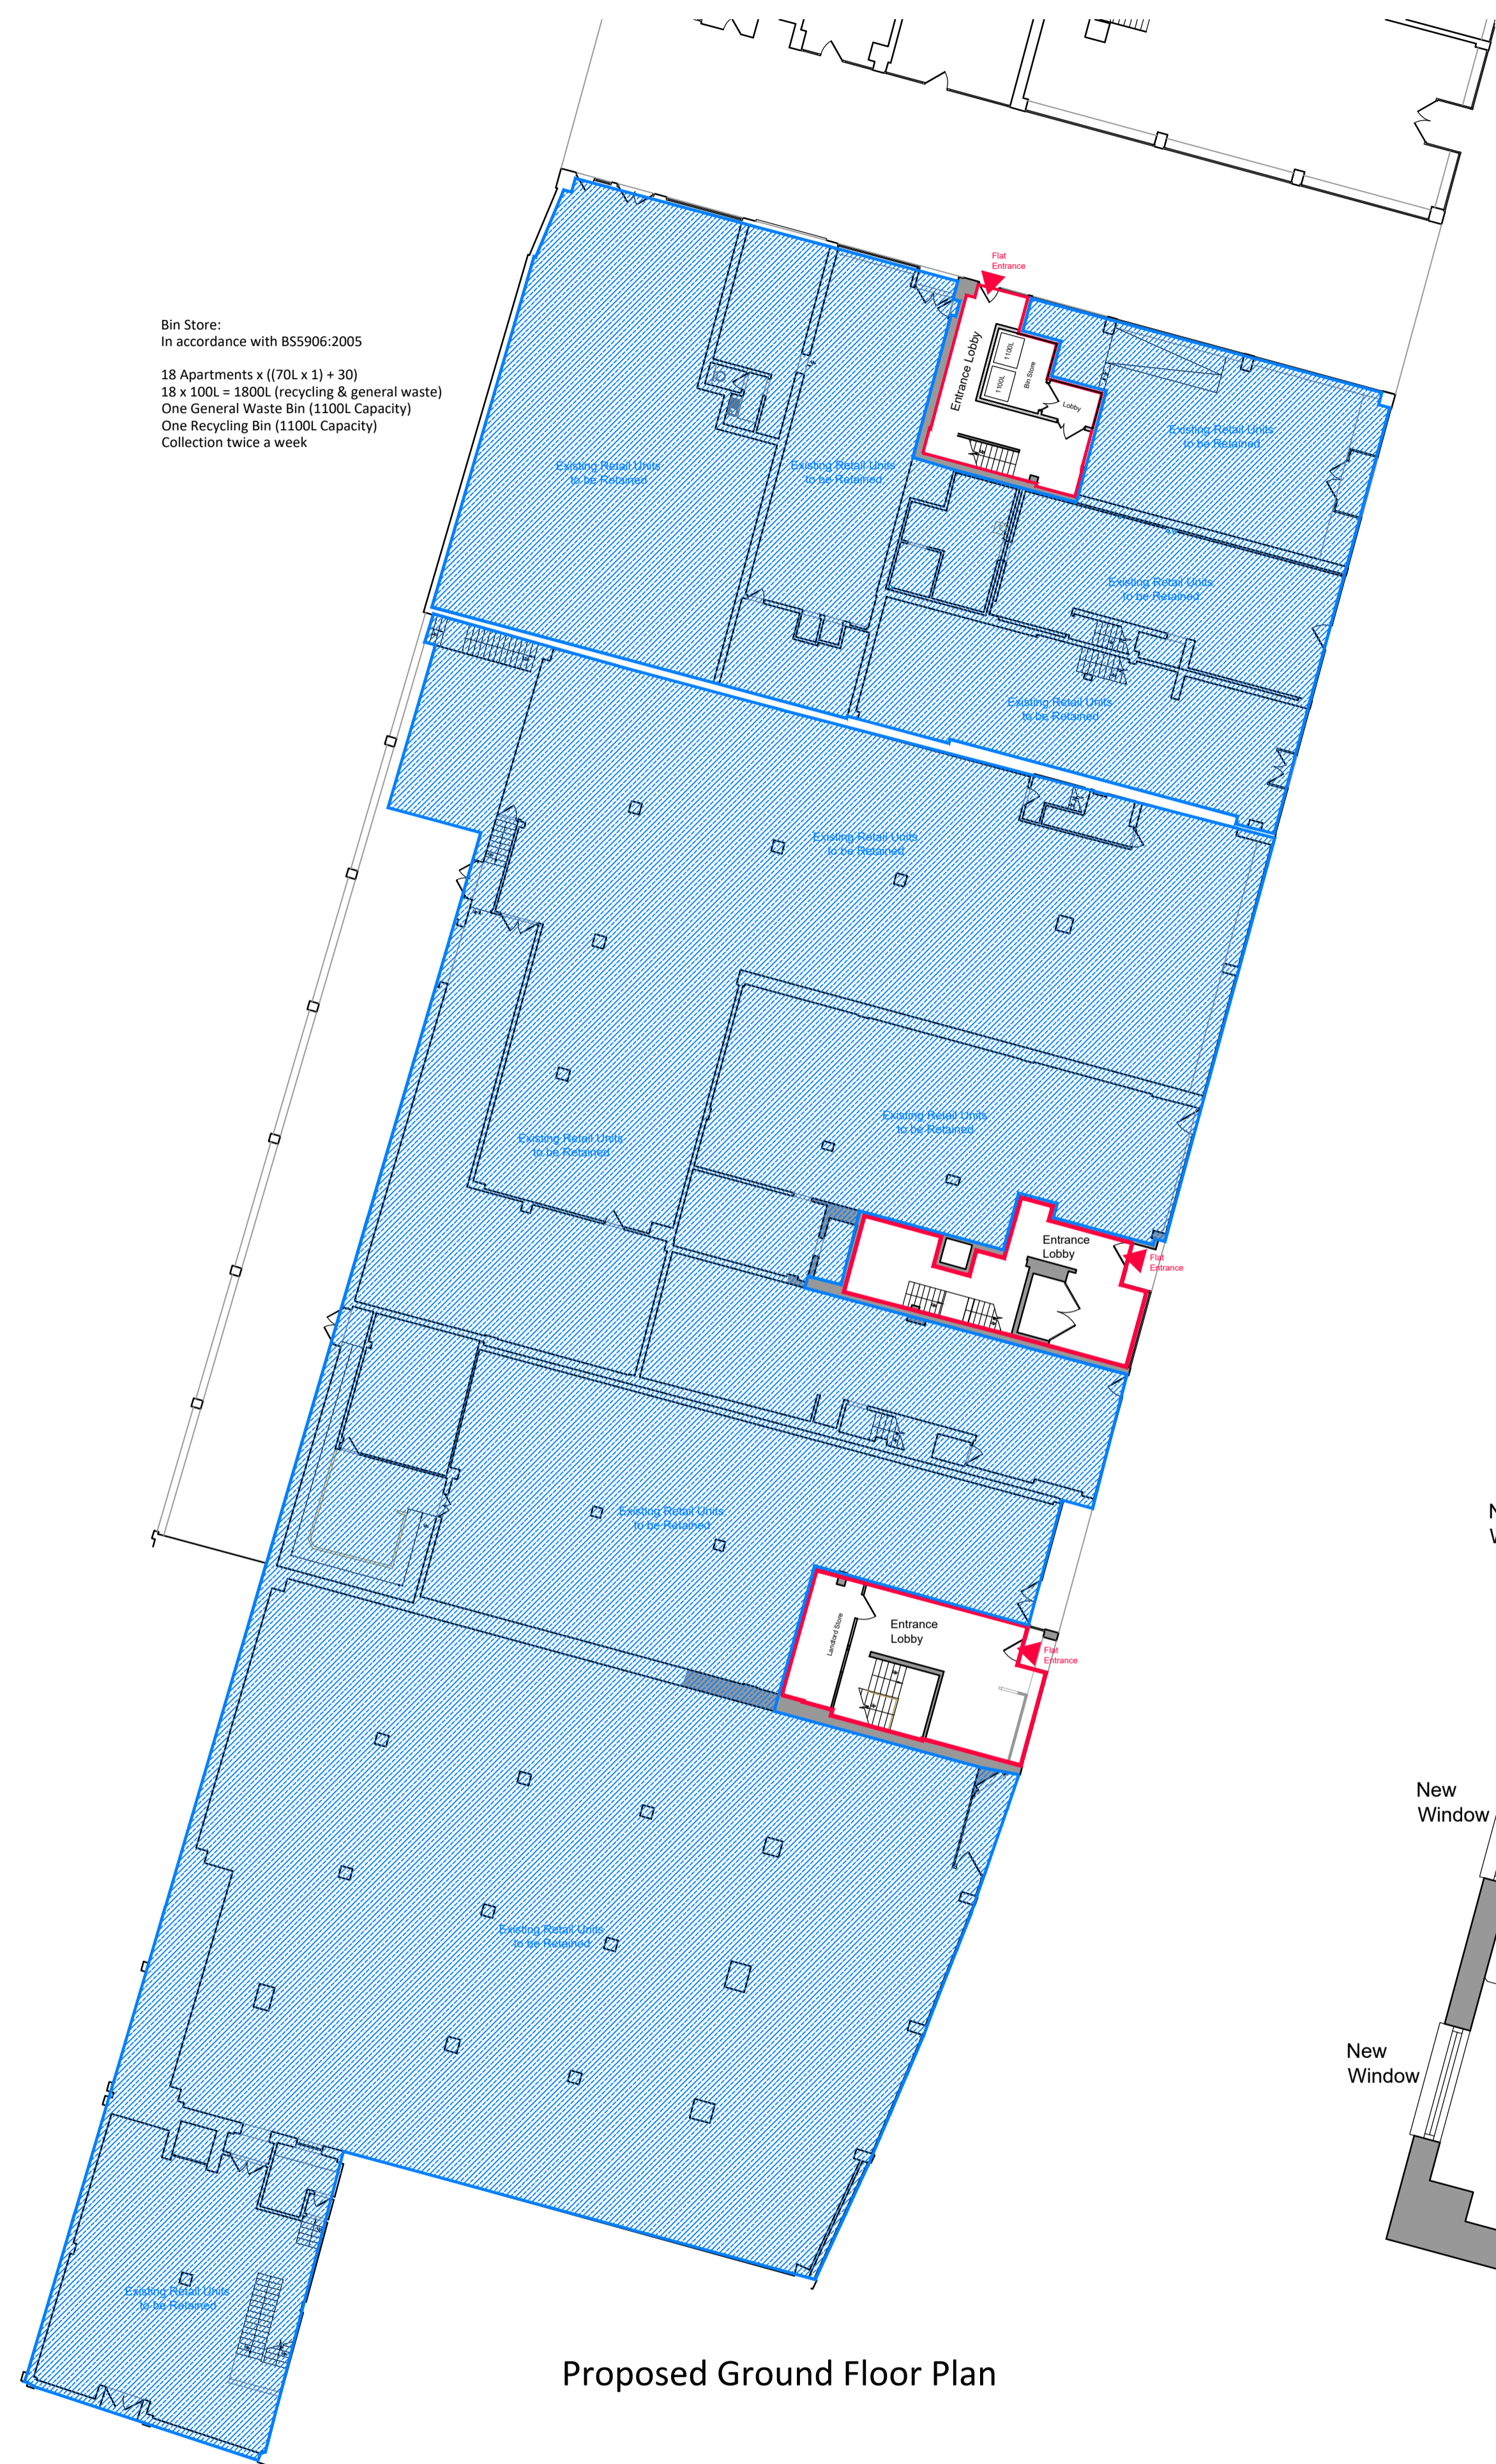 Flat
Entrance
Bin Store:
In accordance with BS5906:2005
18 Apartments x ((70L x 1) + 30)
18 x 100L = 1800L (recycling & general waste)
One General Waste Bin (1100L Capacity)
One Recycling Bin (1100L Capacity)
Collection twice a week
Entrance Lobby
1100L
1100L
Bin Store
Lobby
Existing Retail Units
to be Retained
Existing Retail Units
to be Retained
Existing Retail Units
to be Retained
Existing Retail Units
to be Retained
Existing Retail Units
to be Retained
Existing Retail Units
to be Retained
Existing Retail Units
to be Retained
Existing Retail Units
to be Retained
Entrance
Lobby
Flat
Entrance
Existing Retail Units
to be Retained
Landlord Store
Entrance
Lobby
Flat
Entrance
New
Window
Existing Retail Units
to be Retained
New
Window
Existing Retail Units
to be Retained
Proposed Ground Floor Plan